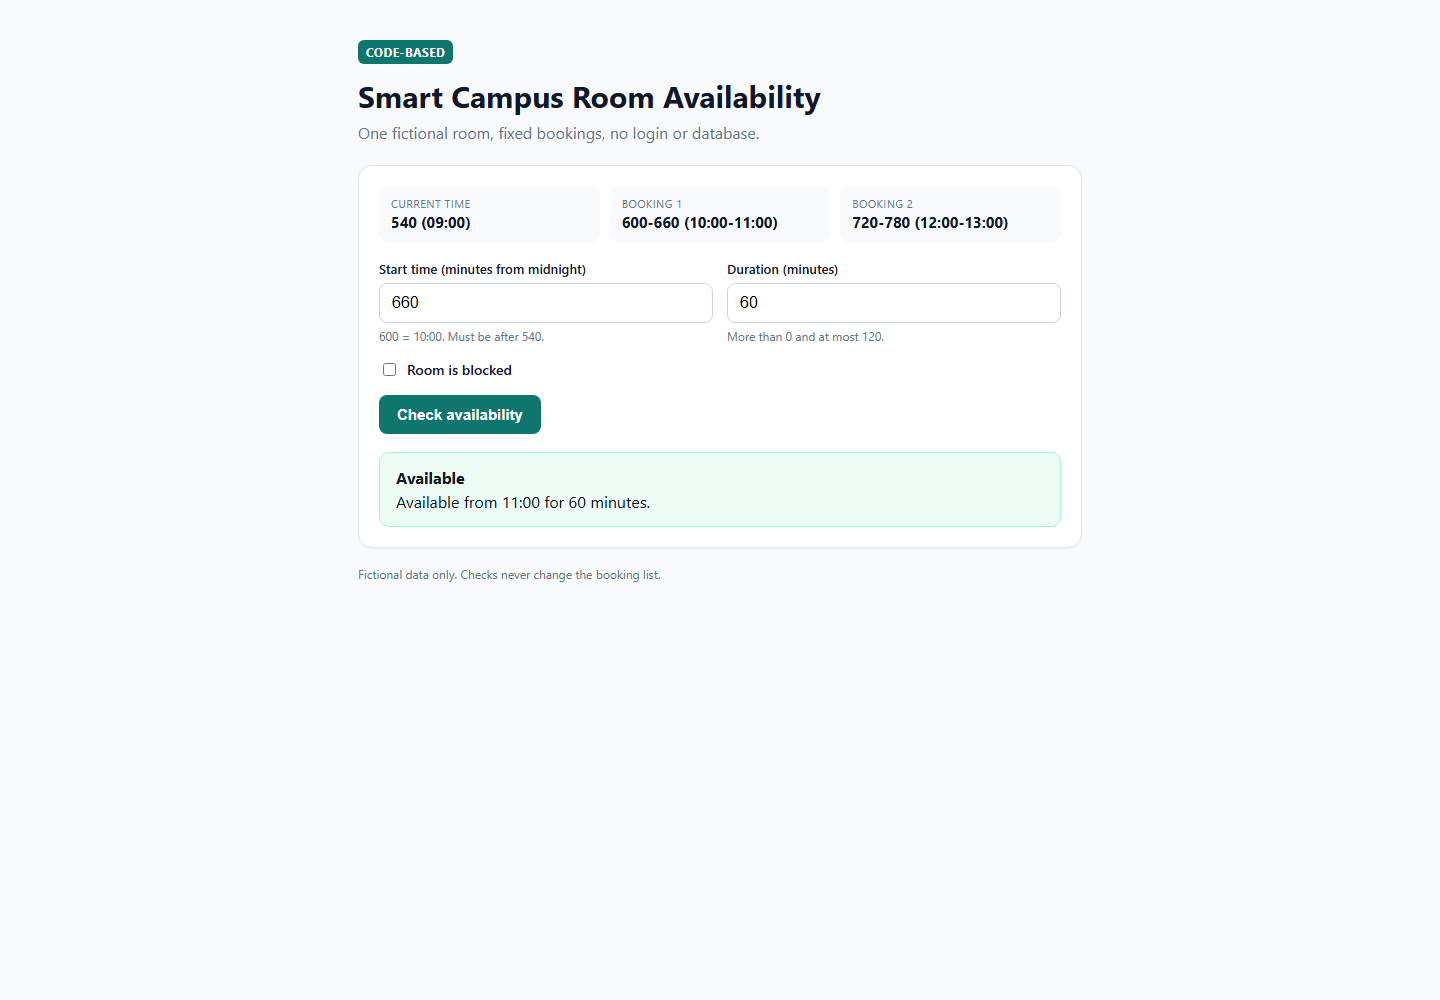 CODE-BASED
Smart Campus Room Availability
One fictional room, fixed bookings, no login or database.
CURRENT TIME
540 (09:00)
BOOKING 1
600-660 (10:00-11:00)
BOOKING 2
720-780 (12:00-13:00)
Start time (minutes from midnight)
660
600 = 10:00. Must be after 540.
Duration (minutes)
60
More than 0 and at most 120.
Room is blocked
Check availability
Available
Available from 11:00 for 60 minutes.
Fictional data only. Checks never change the booking list.